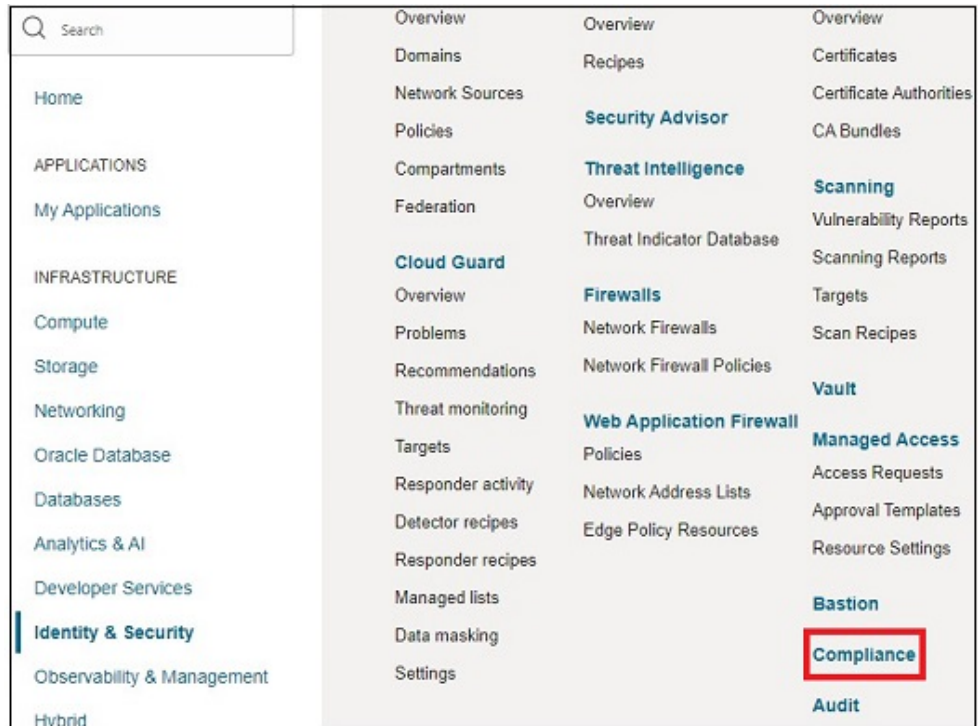 Search
Home
APPLICATIONS
My Applications
INFRASTRUCTURE
Compute
Storage
Networking
Oracle Database
Databases
Analytics & AI
Developer Services
Identity & Security
Observability & Management
Hybrid
Overview
Domains
Network Sources
Policies
Compartments
Federation
Cloud Guard
Overview
Problems
Recommendations
Threat monitoring
Targets
Responder activity
Detector recipes
Responder recipes
Managed lists
Data masking
Settings
Overview
Recipes
Security Advisor
Threat Intelligence
Overview
Threat Indicator Database
Firewalls
Network Firewalls
Network Firewall Policies
Web Application Firewall
Policies
Network Address Lists
Edge Policy Resources
Overview
Certificates
Certificate Authorities
CA Bundles
Scanning
Vulnerability Reports
Scanning Reports
Targets
Scan Recipes
Vault
Managed Access
Access Requests
Approval Templates
Resource Settings
Bastion
Compliance
Audit